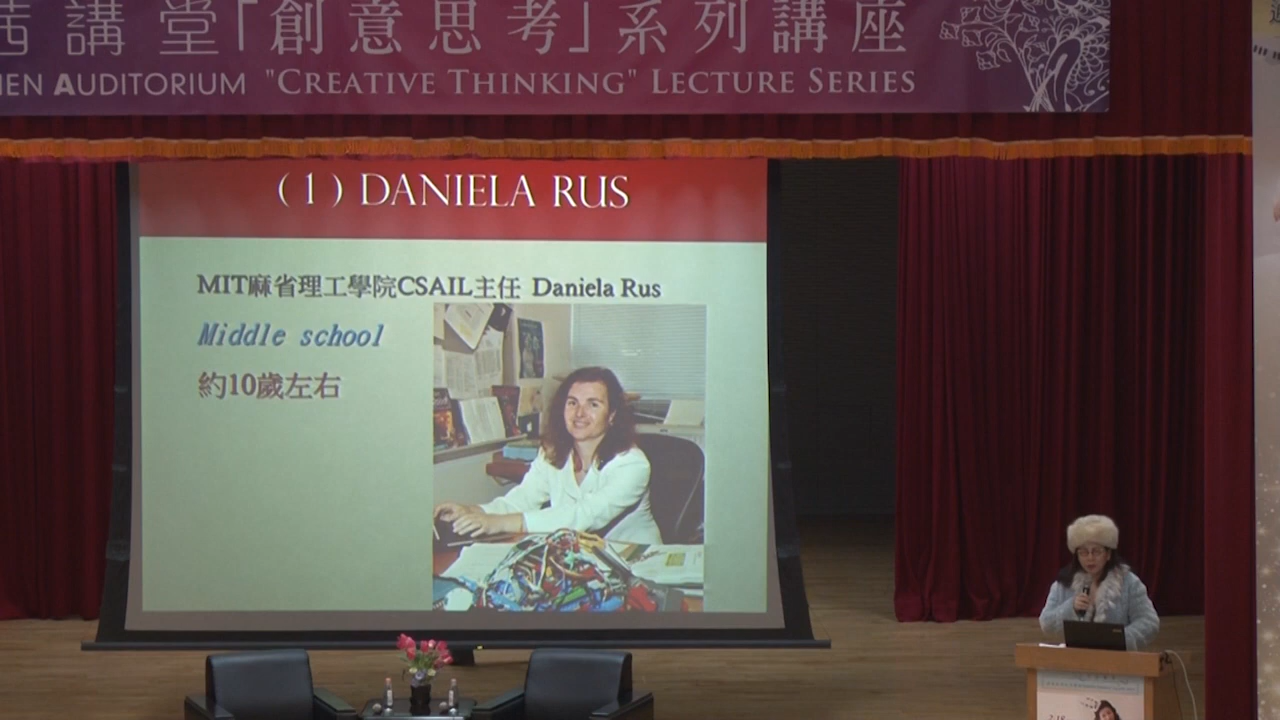 茜講堂「創意思考」系列講座
HEN AUDITORIUM "CREATIVE THINKING" LECTURE SERIES
(1) DANIELA RUS
MIT麻省理工學院CSAIL主任 Daniela Rus
Middle school
約10歲左右